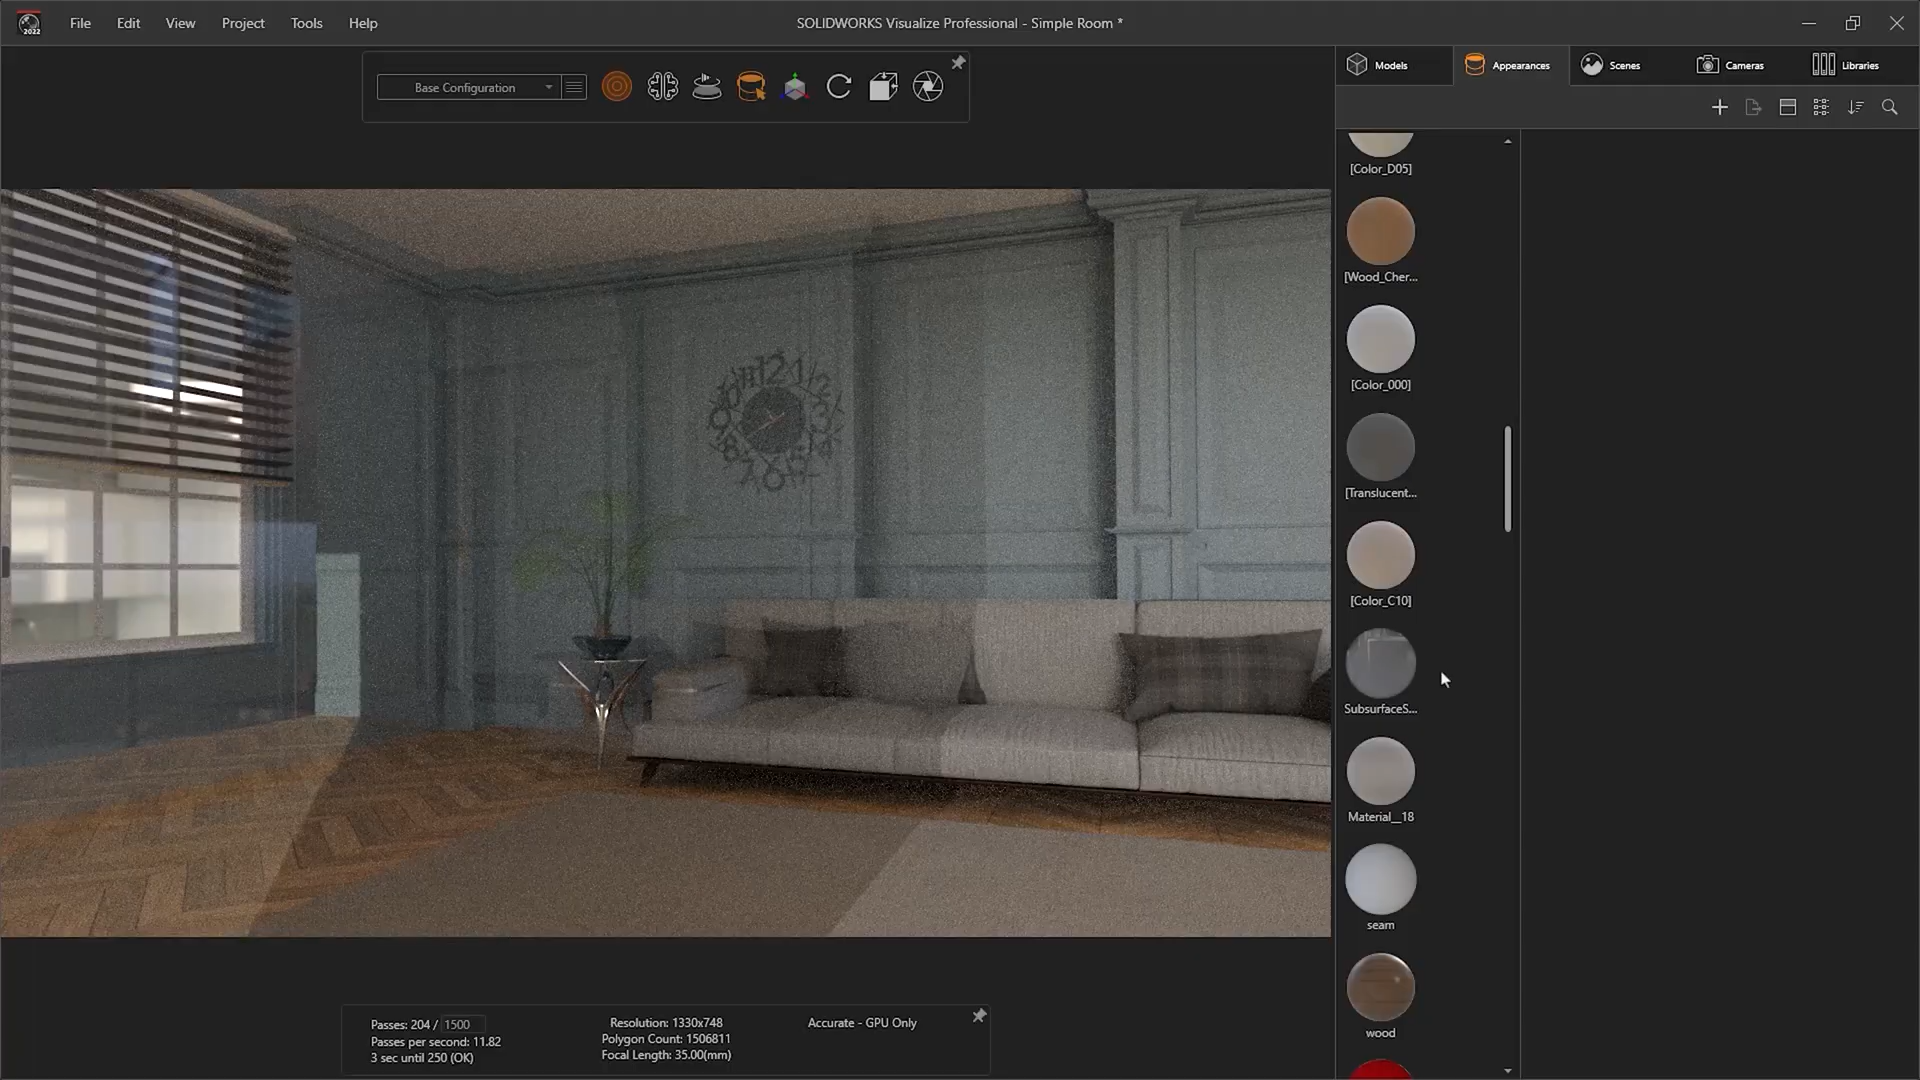 2022
File Edit View Project Tools Help
SOLIDWORKS Visualize Professional - Simple Room *
Base Configuration
Models
Appearances
Scenes
Cameras
Libraries
[Color_D05]
[Wood_Cher...
[Color_000]
[Translucent...
[Color_C10]
SubsurfaceS...
Material__18
seam
wood
Passes: 204 / 1500
Passes per second: 11.82
3 sec until 250 (OK)
Resolution: 1330x748
Polygon Count: 1506811
Focal Length: 35.00(mm)
Accurate - GPU Only